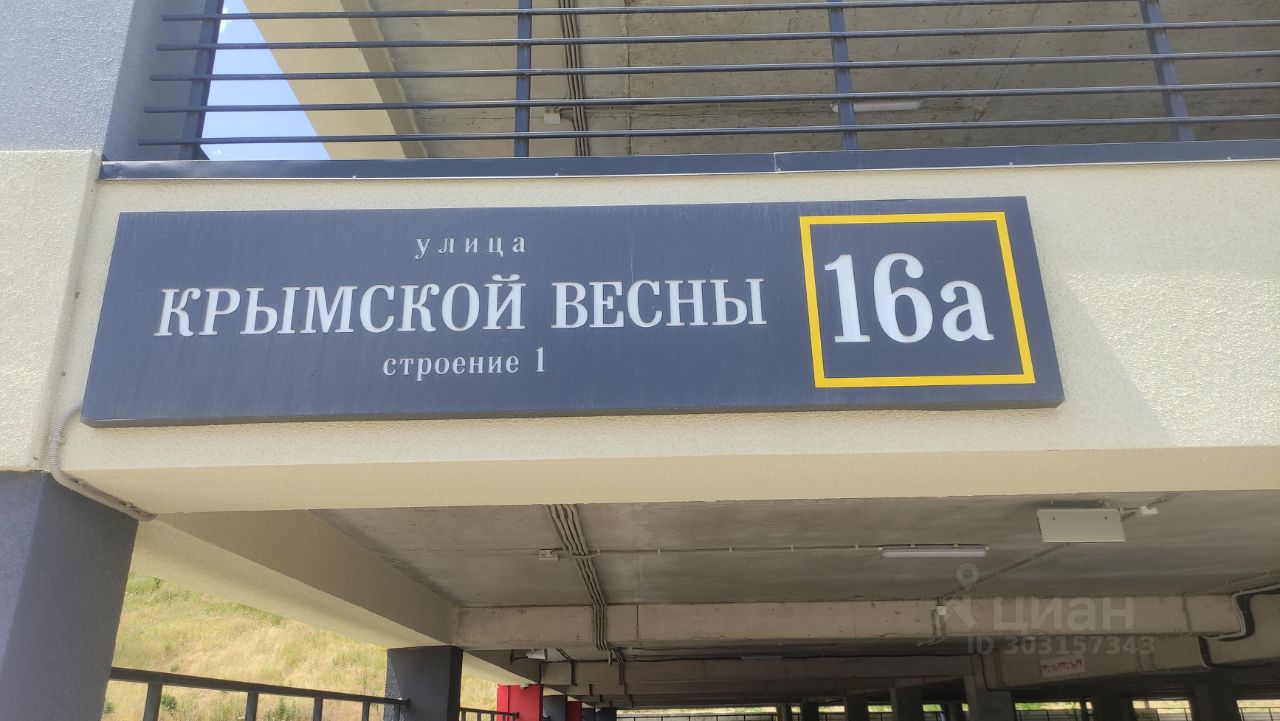 улица
КРЫМСКОЙ ВЕСНЫ
строение 1
16а
циан
ID 303157343